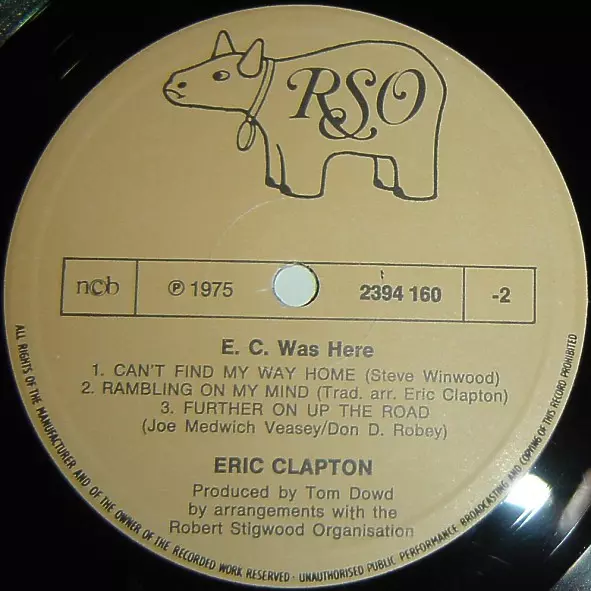 RSO
ncb
℗ 1975
2394 160
-2
E. C. Was Here
1. CAN'T FIND MY WAY HOME (Steve Winwood)
2. RAMBLING ON MY MIND (Trad. arr. Eric Clapton)
3. FURTHER ON UP THE ROAD
(Joe Medwich Veasey/Don D. Robey)
ERIC CLAPTON
Produced by Tom Dowd
by arrangements with the
Robert Stigwood Organisation
ALL RIGHTS OF THE MANUFACTURER AND OF THE OWNER OF THE RECORDED WORK RESERVED · UNAUTHORISED PUBLIC PERFORMANCE BROADCASTING AND COPYING OF THIS RECORD PROHIBITED